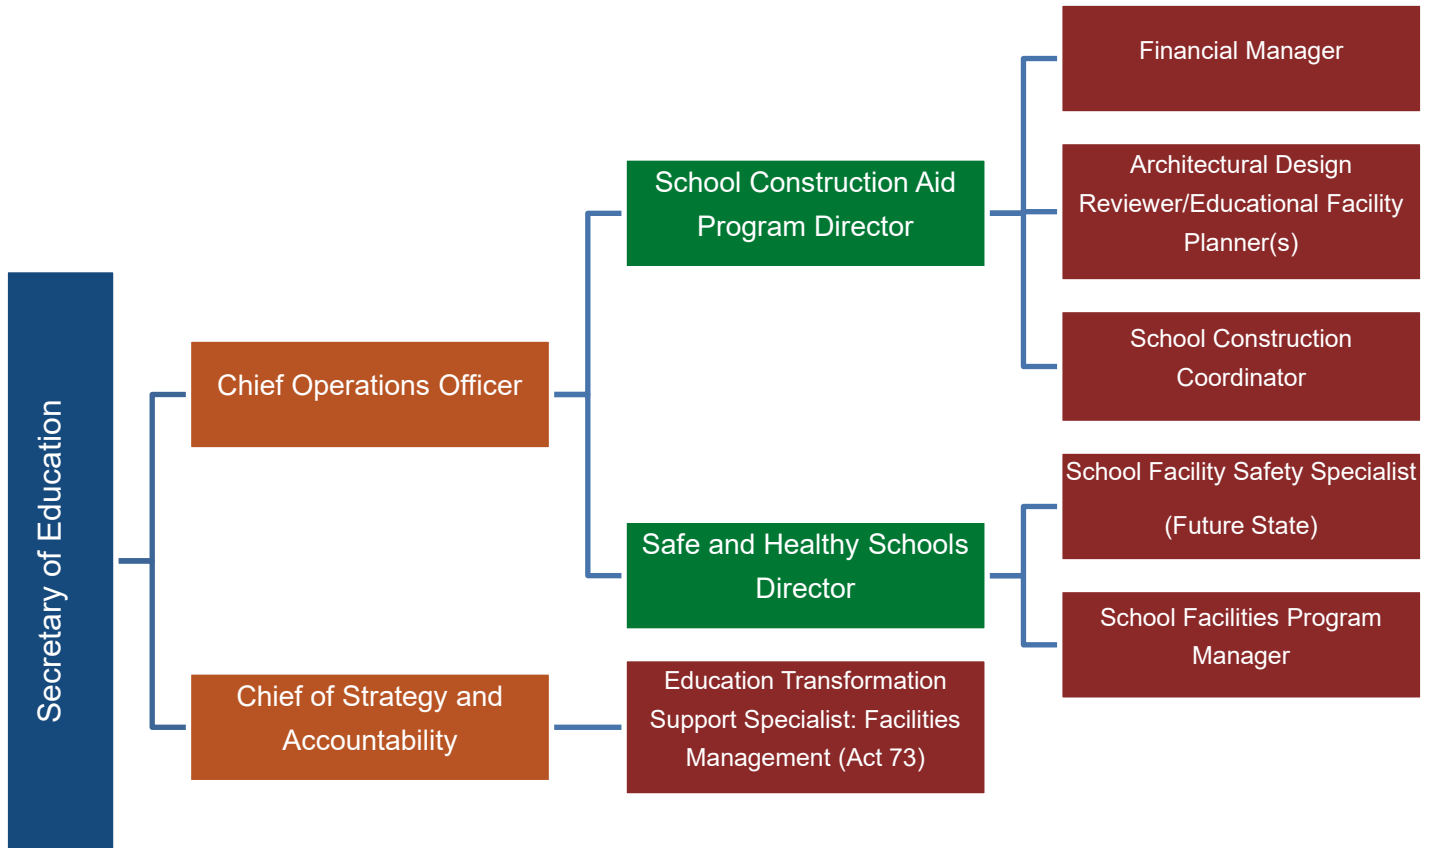 Secretary of Education
Chief Operations Officer
School Construction Aid
Program Director
Financial Manager
Architectural Design
Reviewer/Educational Facility
Planner(s)
School Construction
Coordinator
Safe and Healthy Schools
Director
School Facility Safety Specialist
(Future State)
School Facilities Program
Manager
Chief of Strategy and
Accountability
Education Transformation
Support Specialist: Facilities
Management (Act 73)